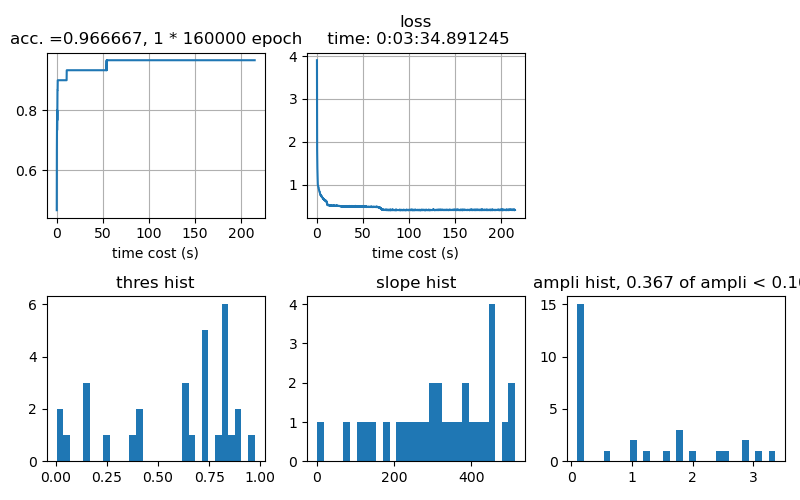 acc. =0.966667, 1 * 160000 epoch
0.8
0.6
0 50 100 150 200
time cost (s)
loss
time: 0:03:34.891245
4
3
2
1
0 50 100 150 200
time cost (s)
thres hist
6
4
2
0
0.00 0.25 0.50 0.75 1.00
slope hist
4
3
2
1
0
0 200 400
ampli hist, 0.367 of ampli < 0.10
15
10
5
0
0 1 2 3